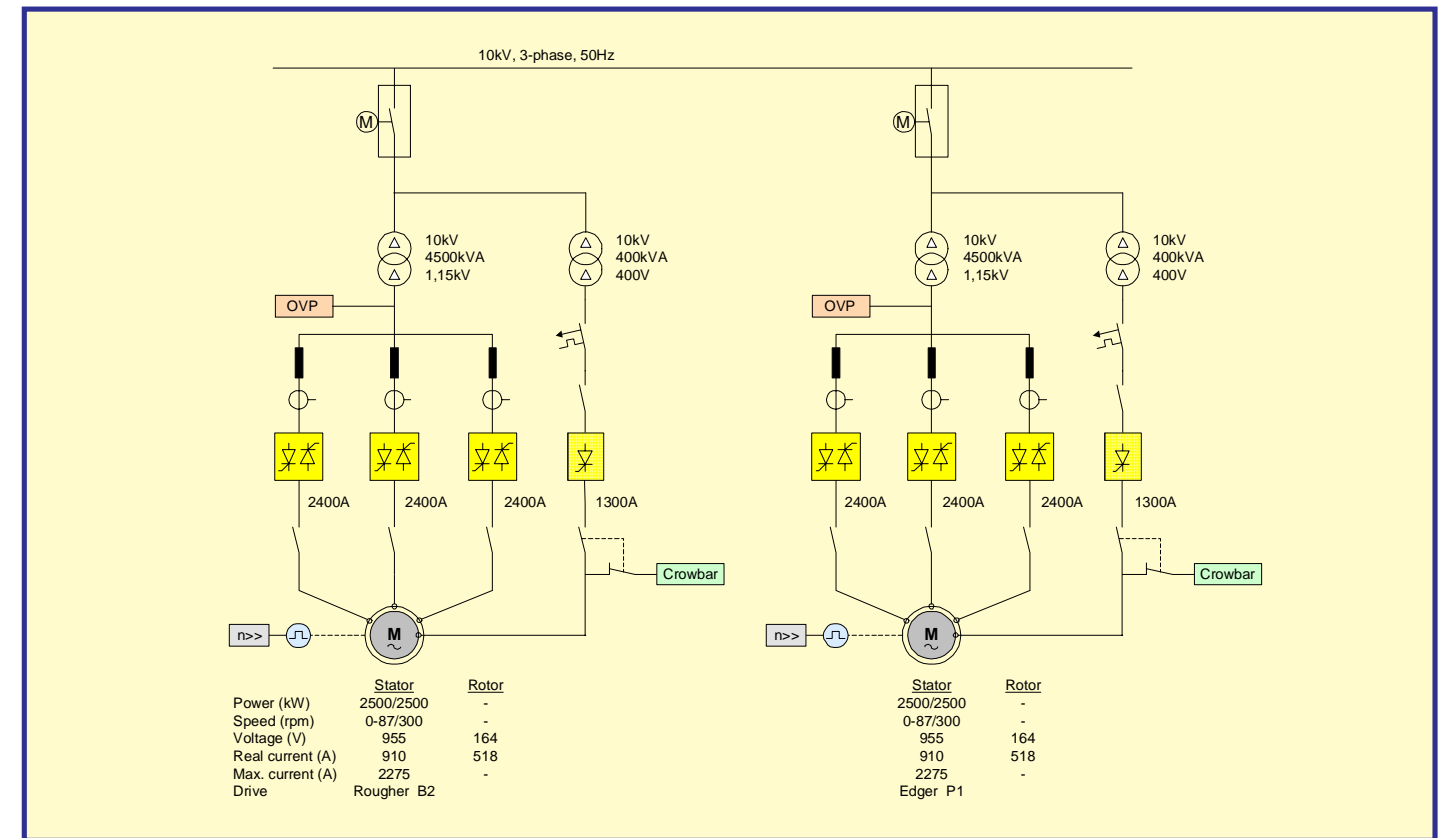 10kV, 3-phase, 50Hz
M M
10kV 10kV 10kV 10kV
4500kVA 400kVA 4500kVA 400kVA
1,15kV 400V 1,15kV 400V
OVP OVP
2400A 2400A 2400A 1300A 2400A 2400A 2400A 1300A
Crowbar Crowbar
n>> M n>> M
Stator Rotor Stator Rotor
Power (kW) 2500/2500 - 2500/2500 -
Speed (rpm) 0-87/300 - 0-87/300 -
Voltage (V) 955 164 955 164
Real current (A) 910 518 910 518
Max. current (A) 2275 - 2275 -
Drive Rougher B2 Edger P1